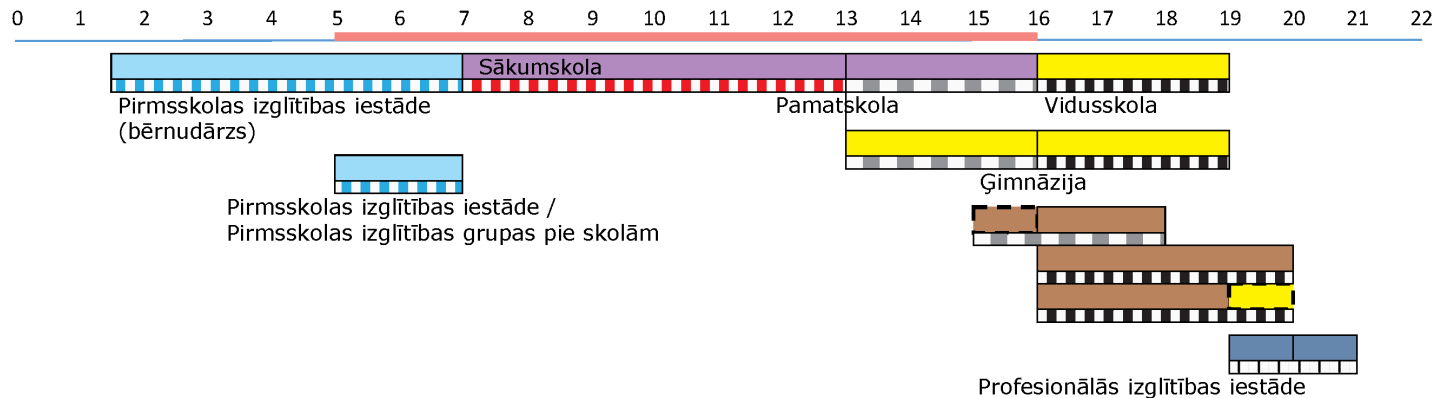 0 1 2 3 4 5 6 7 8 9 10 11 12 13 14 15 16 17 18 19 20 21 22
Sākumskola
Pirmsskolas izglītības iestāde
(bērnudārzs)
Pamatskola
Vidusskola
Ģimnāzija
Pirmsskolas izglītības iestāde /
Pirmsskolas izglītības grupas pie skolām
Profesionālās izglītības iestāde